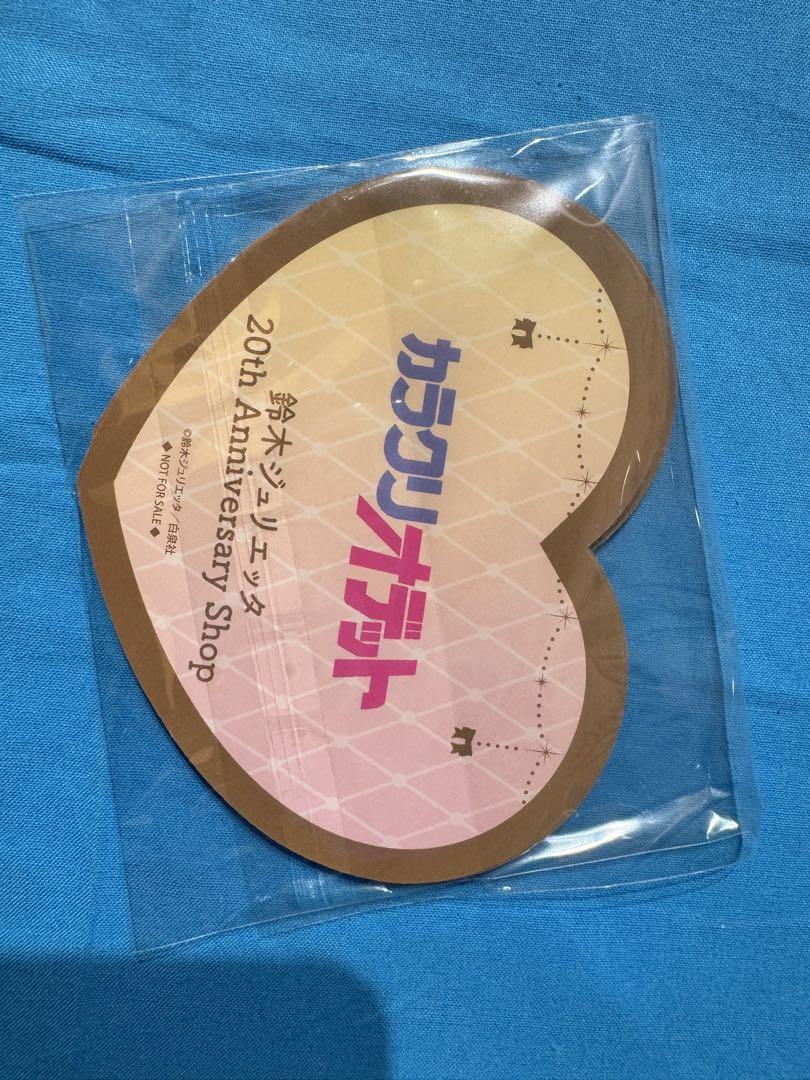 カラクリオデット
鈴木ジュリエッタ
20th Anniversary Shop
©鈴木ジュリエッタ／白泉社
◆ NOT FOR SALE ◆